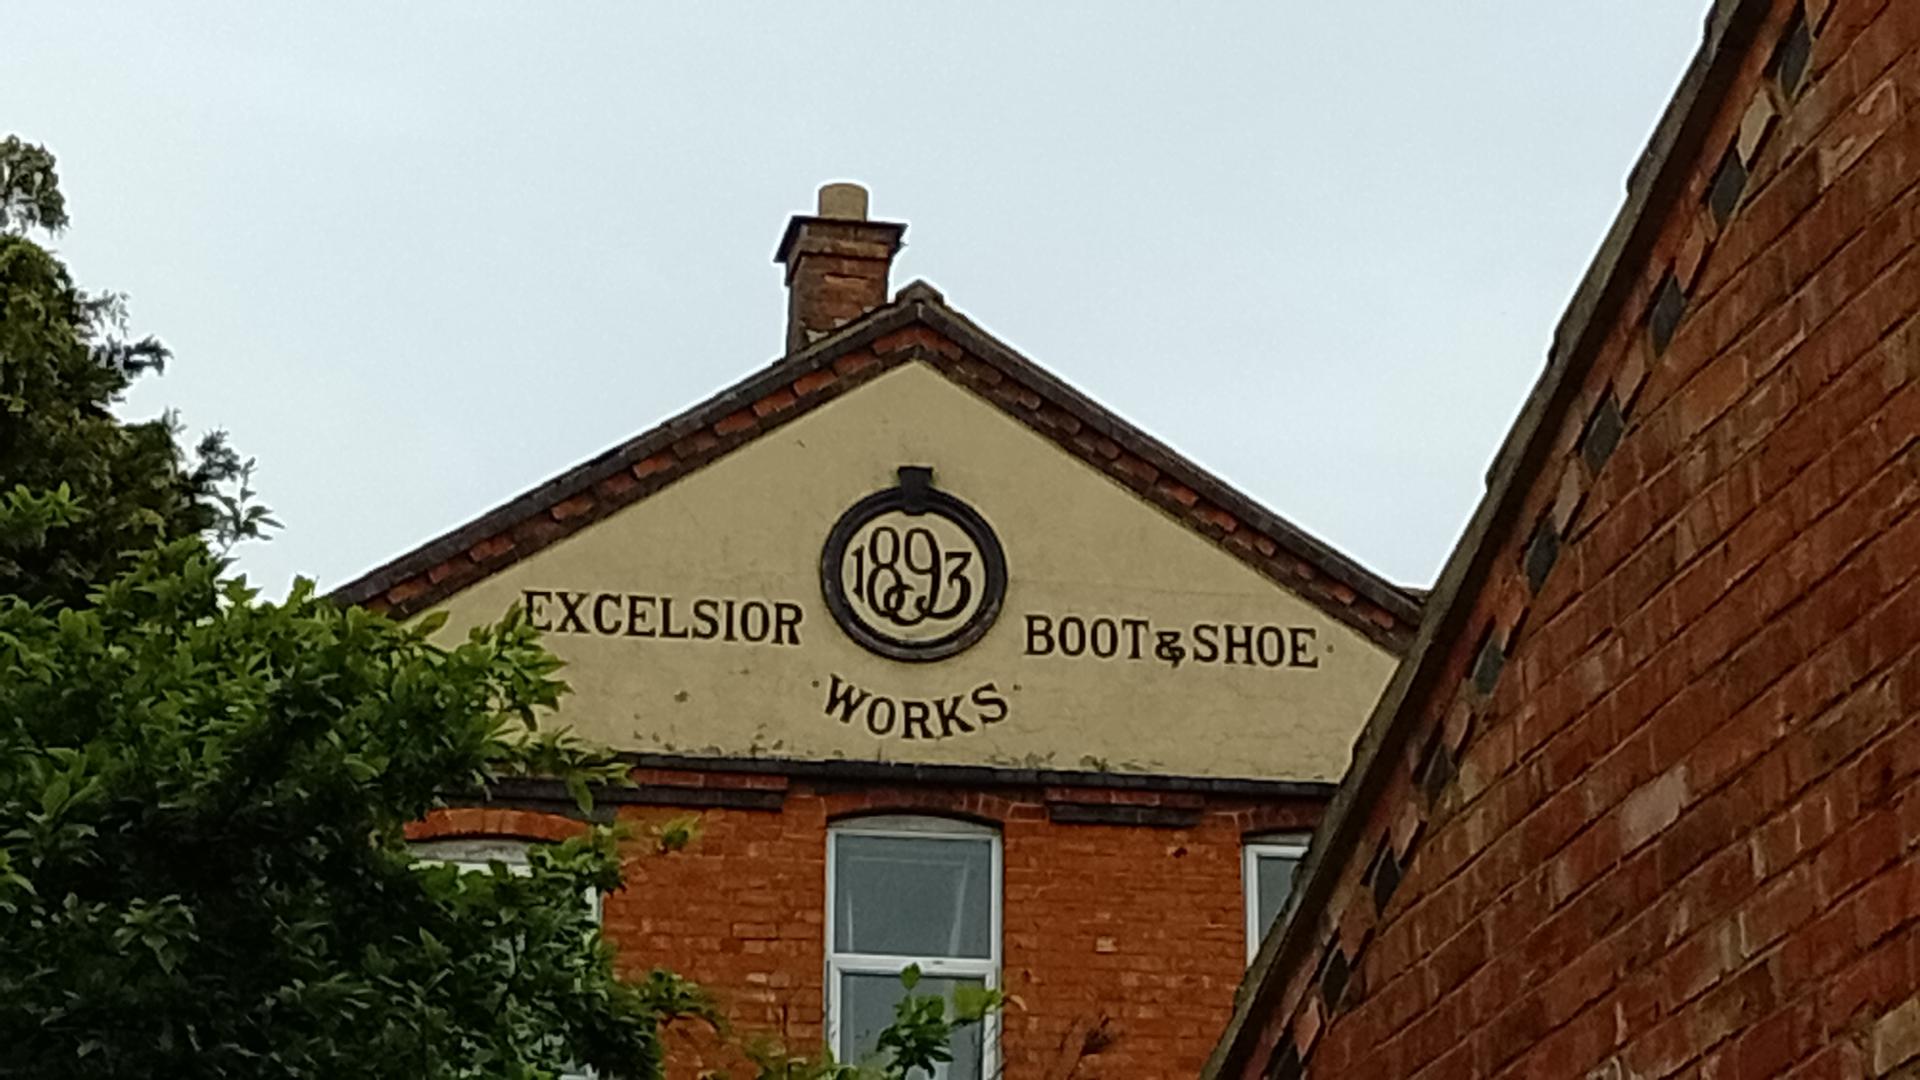 1893
EXCELSIOR BOOT & SHOE
WORKS